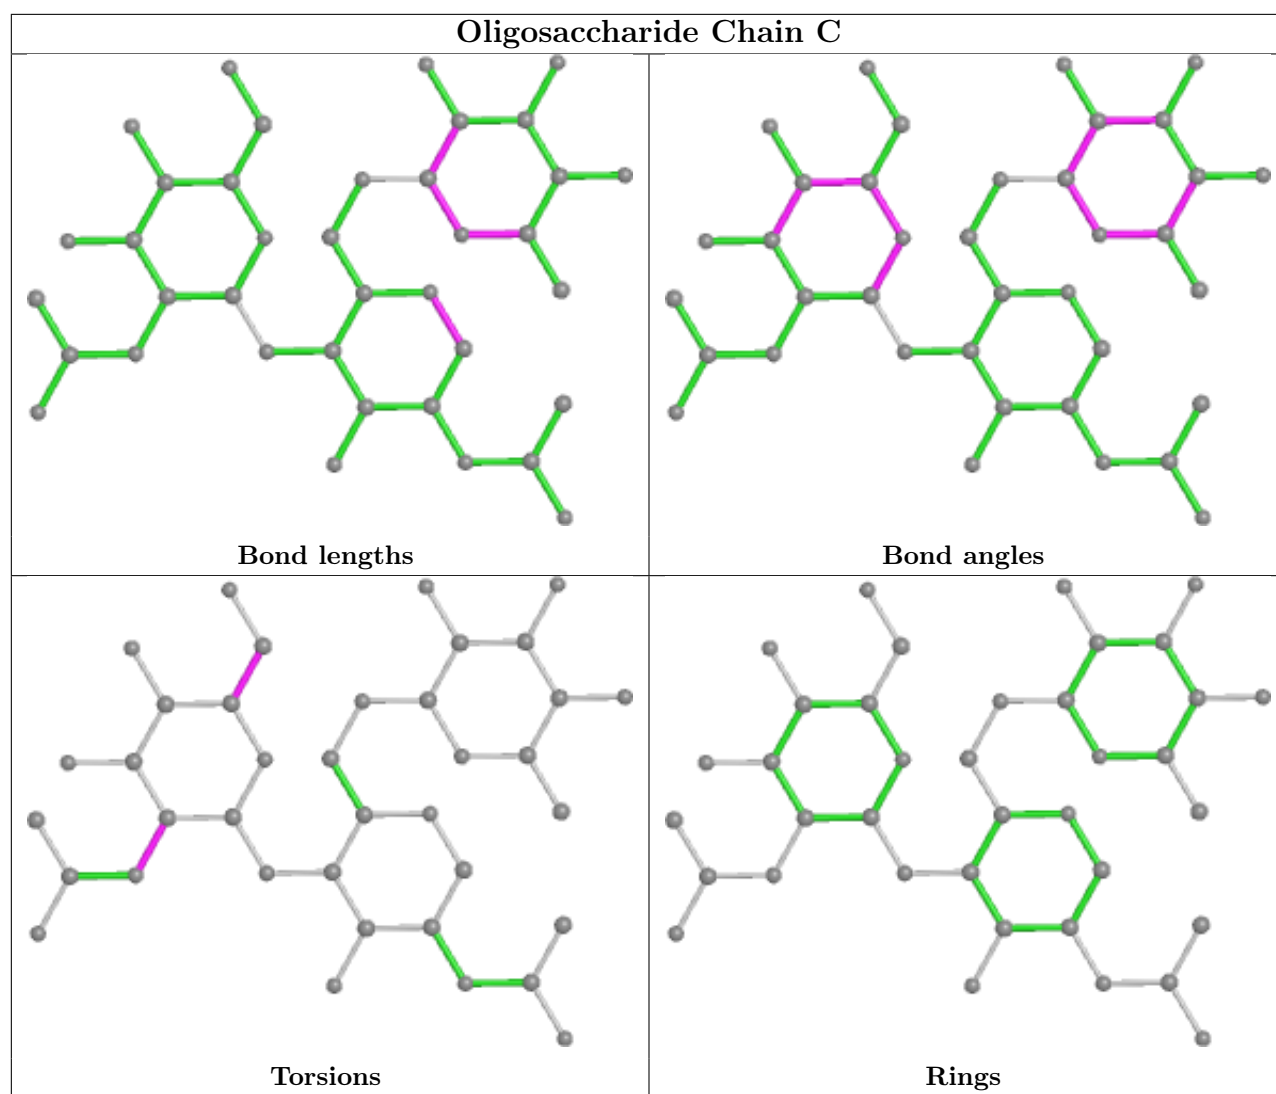 Oligosaccharide Chain C
Bond lengths
Bond angles
Torsions
Rings